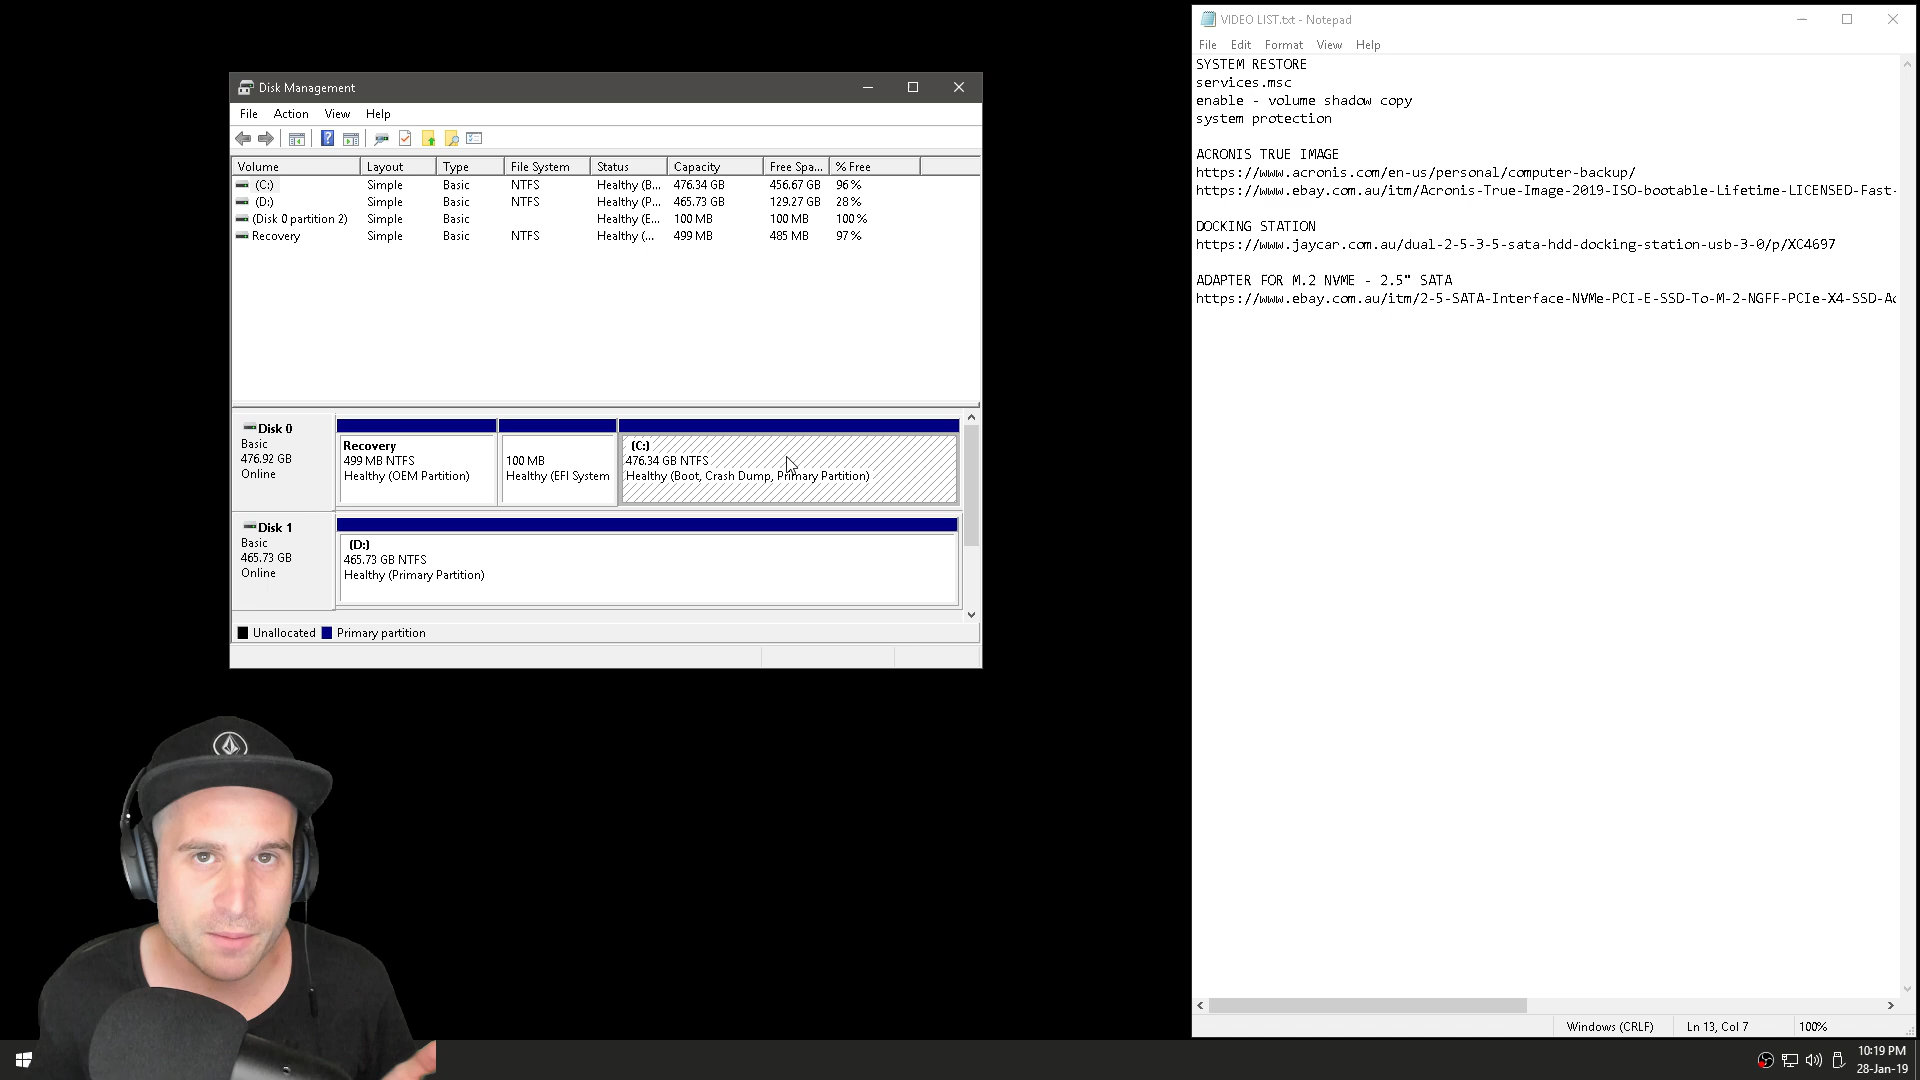 Disk Management
File Action View Help
Volume Layout Type File System Status Capacity Free Spa... % Free
(C:) Simple Basic NTFS Healthy (B... 476.34 GB 456.67 GB 96 %
(D:) Simple Basic NTFS Healthy (P... 465.73 GB 129.27 GB 28 %
(Disk 0 partition 2) Simple Basic Healthy (E... 100 MB 100 MB 100 %
Recovery Simple Basic NTFS Healthy (... 499 MB 485 MB 97 %
Disk 0
Basic
476.92 GB
Online
Recovery
499 MB NTFS
Healthy (OEM Partition)
100 MB
Healthy (EFI System
(C:)
476.34 GB NTFS
Healthy (Boot, Crash Dump, Primary Partition)
Disk 1
Basic
465.73 GB
Online
(D:)
465.73 GB NTFS
Healthy (Primary Partition)
Unallocated Primary partition
VIDEO LIST.txt - Notepad
File Edit Format View Help
SYSTEM RESTORE
services.msc
enable - volume shadow copy
system protection
ACRONIS TRUE IMAGE
https://www.acronis.com/en-us/personal/computer-backup/
https://www.ebay.com.au/itm/Acronis-True-Image-2019-ISO-bootable-Lifetime-LICENSED-Fast-
DOCKING STATION
https://www.jaycar.com.au/dual-2-5-3-5-sata-hdd-docking-station-usb-3-0/p/XC4697
ADAPTER FOR M.2 NVME - 2.5" SATA
https://www.ebay.com.au/itm/2-5-SATA-Interface-NVMe-PCI-E-SSD-To-M-2-NGFF-PCIe-X4-SSD-Ad
Windows (CRLF) Ln 13, Col 7 100%
10:19 PM
28-Jan-19